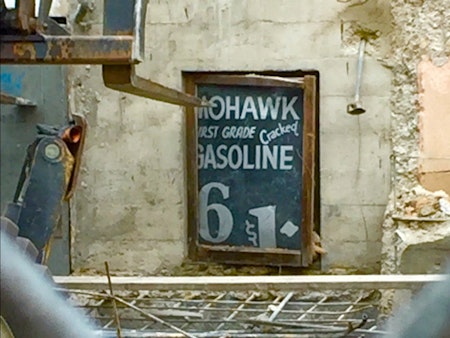 MOHAWK
FIRST GRADE Cracked
GASOLINE
6 1